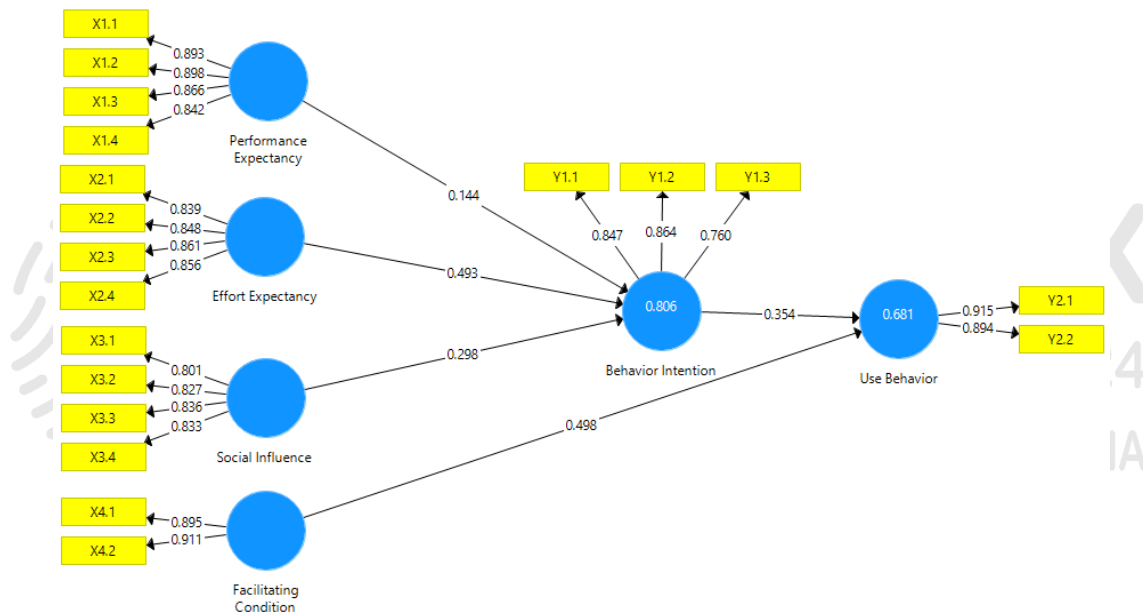 X1.1
0.893
X1.2
0.898
X1.3
0.866
X1.4
0.842
Performance
Expectancy
0.144
X2.1
0.839
X2.2
0.848
X2.3
0.861
X2.4
0.856
Effort Expectancy
0.493
X3.1
0.801
X3.2
0.827
X3.3
0.836
X3.4
0.833
Social Influence
0.298
X4.1
0.895
X4.2
0.911
Facilitating
Condition
0.498
Y1.1
Y1.2
Y1.3
0.847
0.864
0.760
0.806
Behavior Intention
0.354
0.681
Use Behavior
0.915
Y2.1
0.894
Y2.2